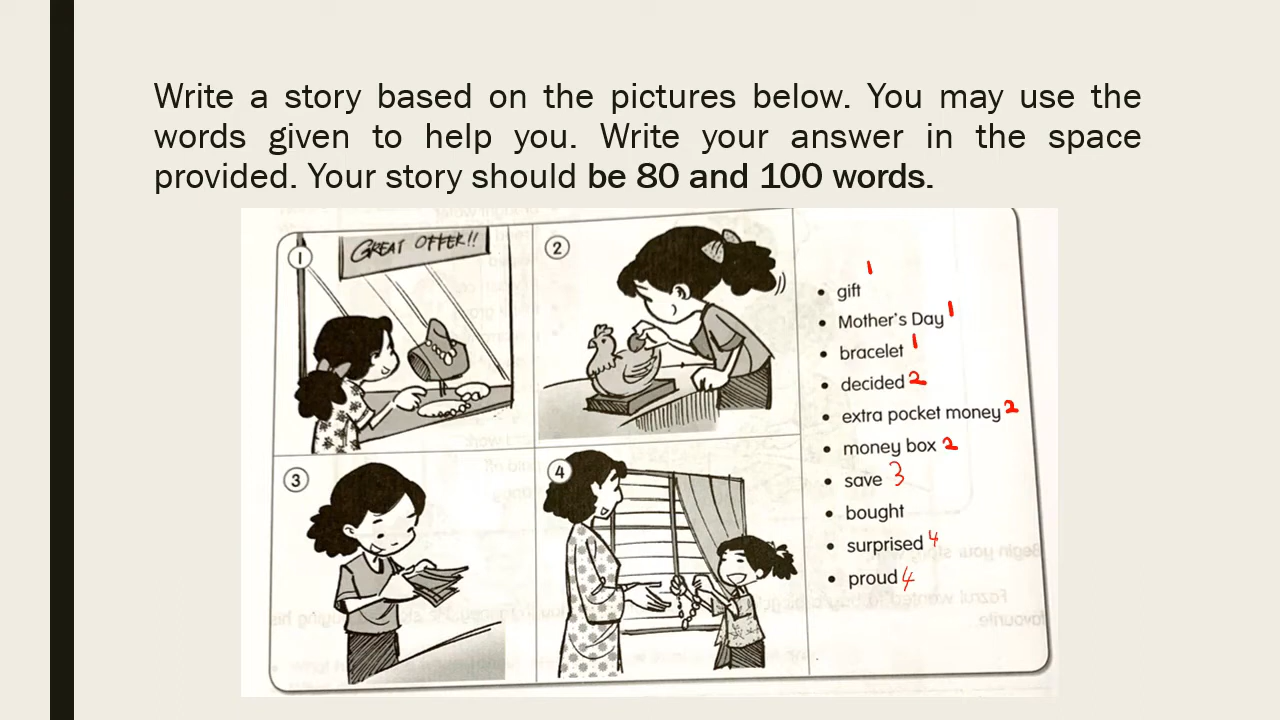 Write a story based on the pictures below. You may use the
words given to help you. Write your answer in the space
provided. Your story should be 80 and 100 words.
1
GREAT OFFER!!
2
3
4
• gift 1
• Mother's Day 1
• bracelet 1
• decided 2
• extra pocket money 2
• money box 2
• save 3
• bought
• surprised 4
• proud 4